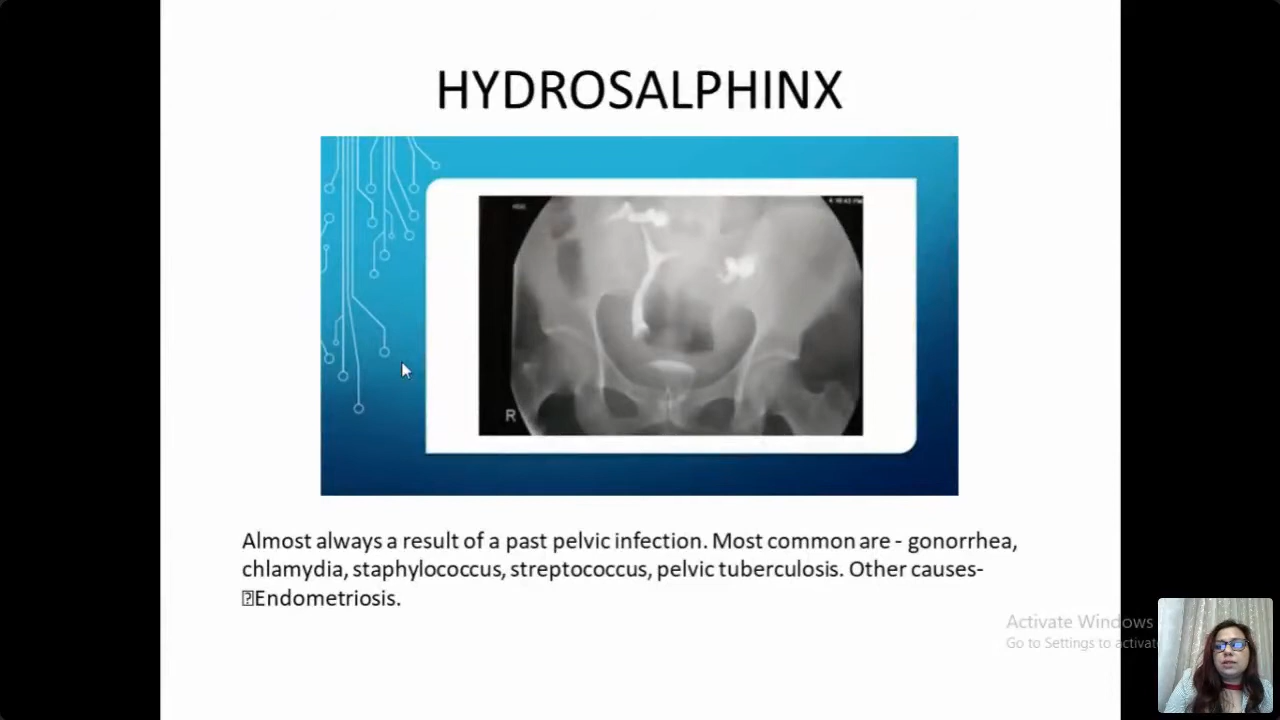 HYDROSALPHINX
R
Almost always a result of a past pelvic infection. Most common are - gonorrhea,
chlamydia, staphylococcus, streptococcus, pelvic tuberculosis. Other causes-
Endometriosis.
Activate Windows
Go to Settings to activate